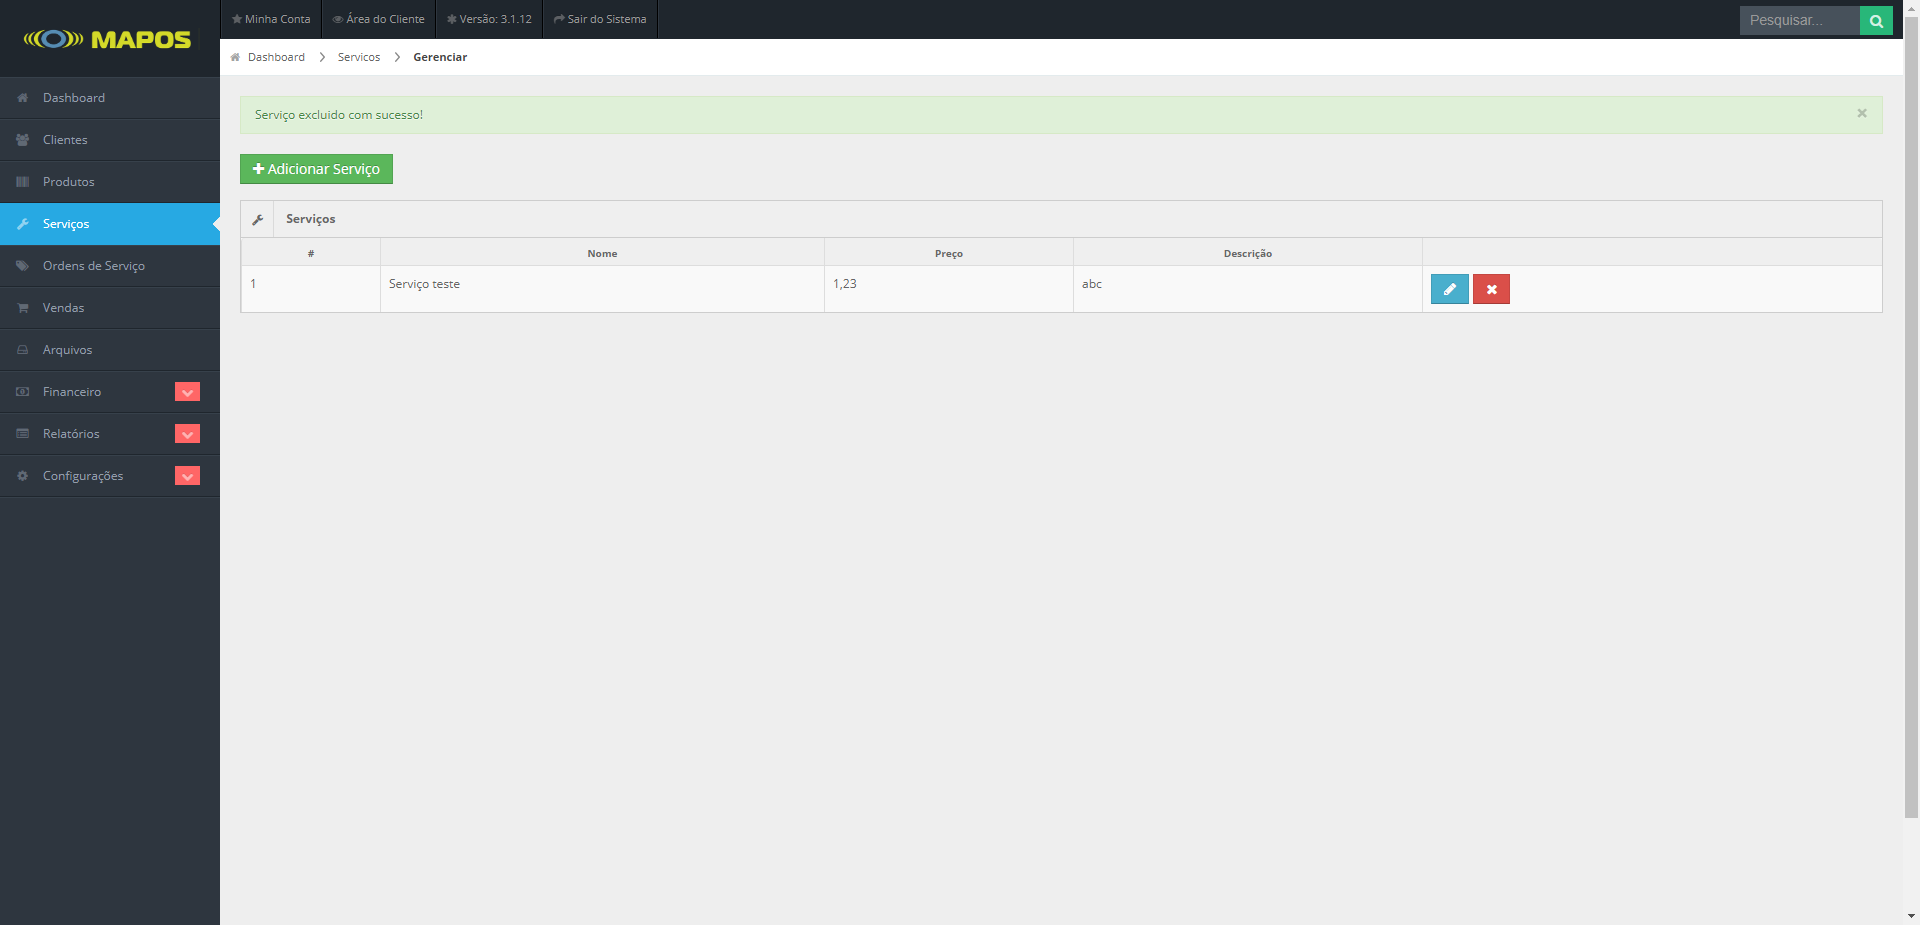 MAPOS
Minha Conta
Área do Cliente
Versão: 3.1.12
Sair do Sistema
Pesquisar...
Dashboard
Servicos
Gerenciar
Dashboard
Clientes
Produtos
Serviços
Ordens de Serviço
Vendas
Arquivos
Financeiro
Relatórios
Configurações
Serviço excluido com sucesso!
Adicionar Serviço
Serviços
# Nome Preço Descrição
1 Serviço teste 1,23 abc